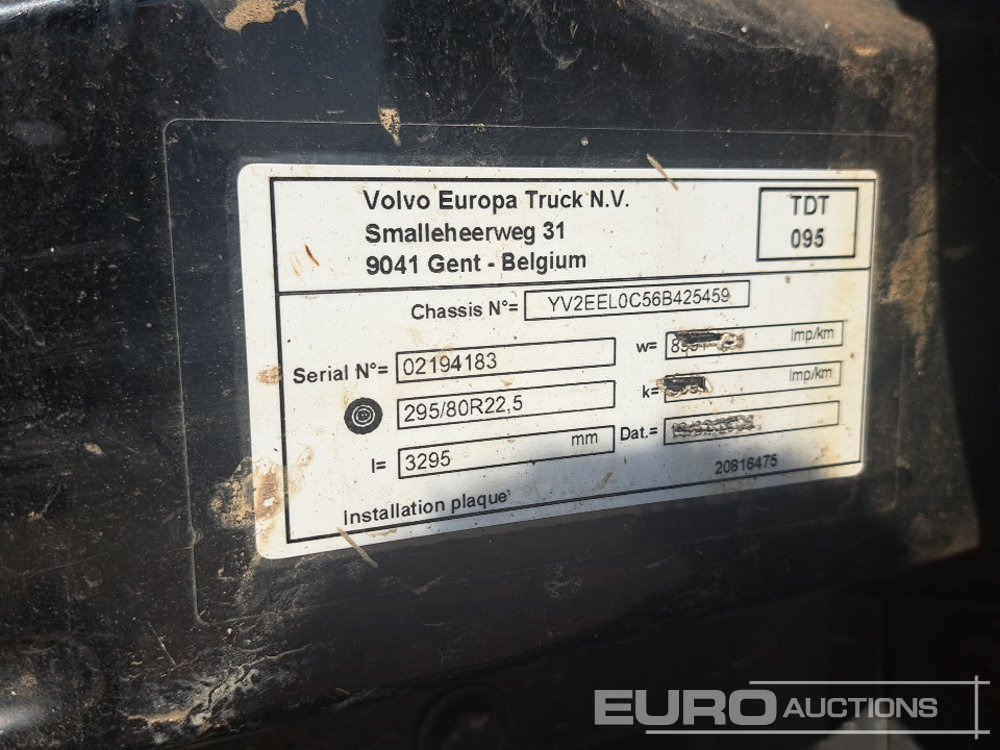 Volvo Europa Truck N.V.
Smalleheerweg 31
9041 Gent - Belgium
TDT
095
Chassis N°= YV2EEL0C56B425459
Serial N°= 02194183
w= Imp/km
295/80R22,5
k= Imp/km
l= 3295 mm
Dat.=
20816475
Installation plaque
EURO AUCTIONS